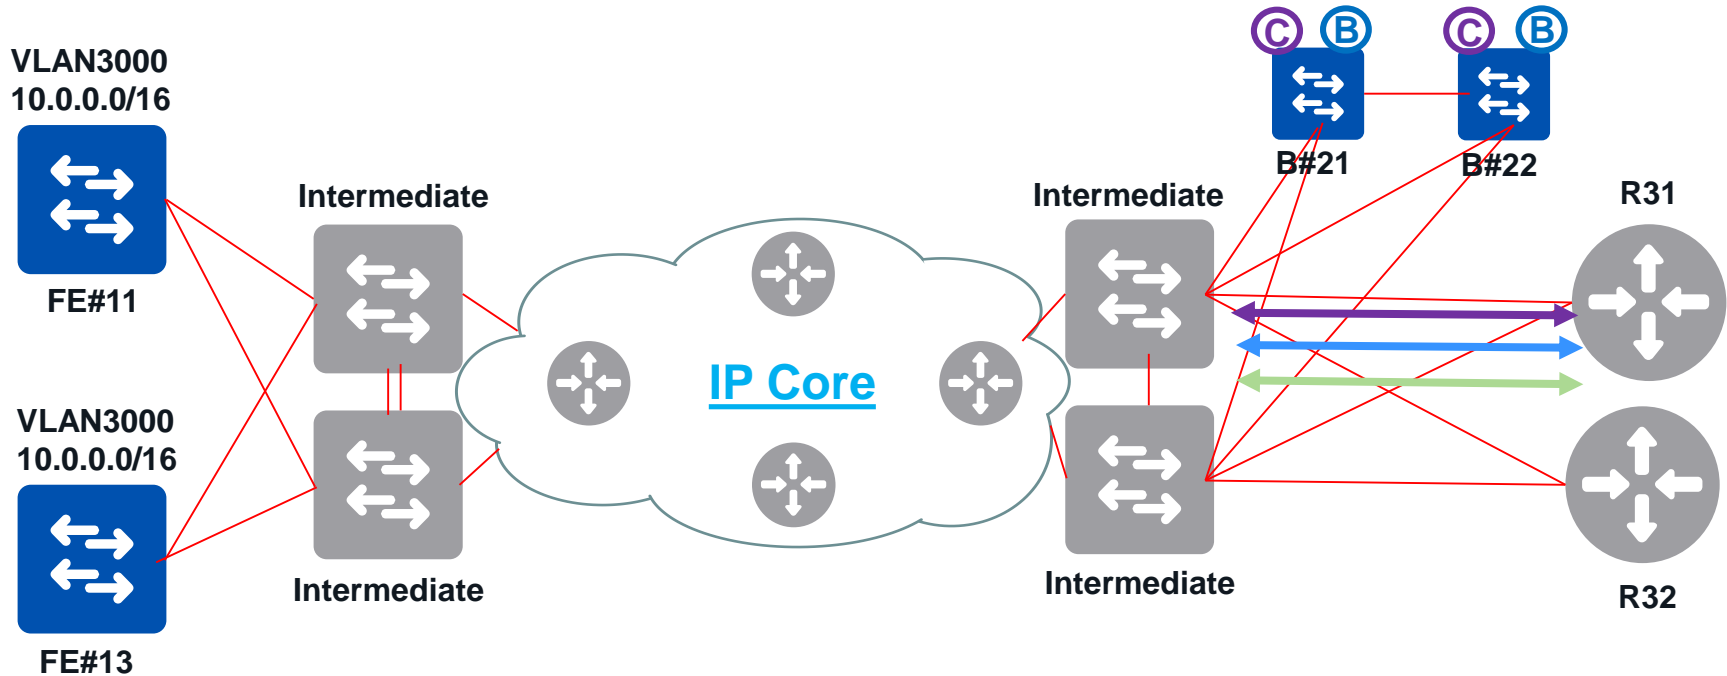 C
B
C
B
VLAN3000
10.0.0.0/16
B#21
B#22
Intermediate
Intermediate
R31
FE#11
IP Core
VLAN3000
10.0.0.0/16
Intermediate
Intermediate
R32
FE#13